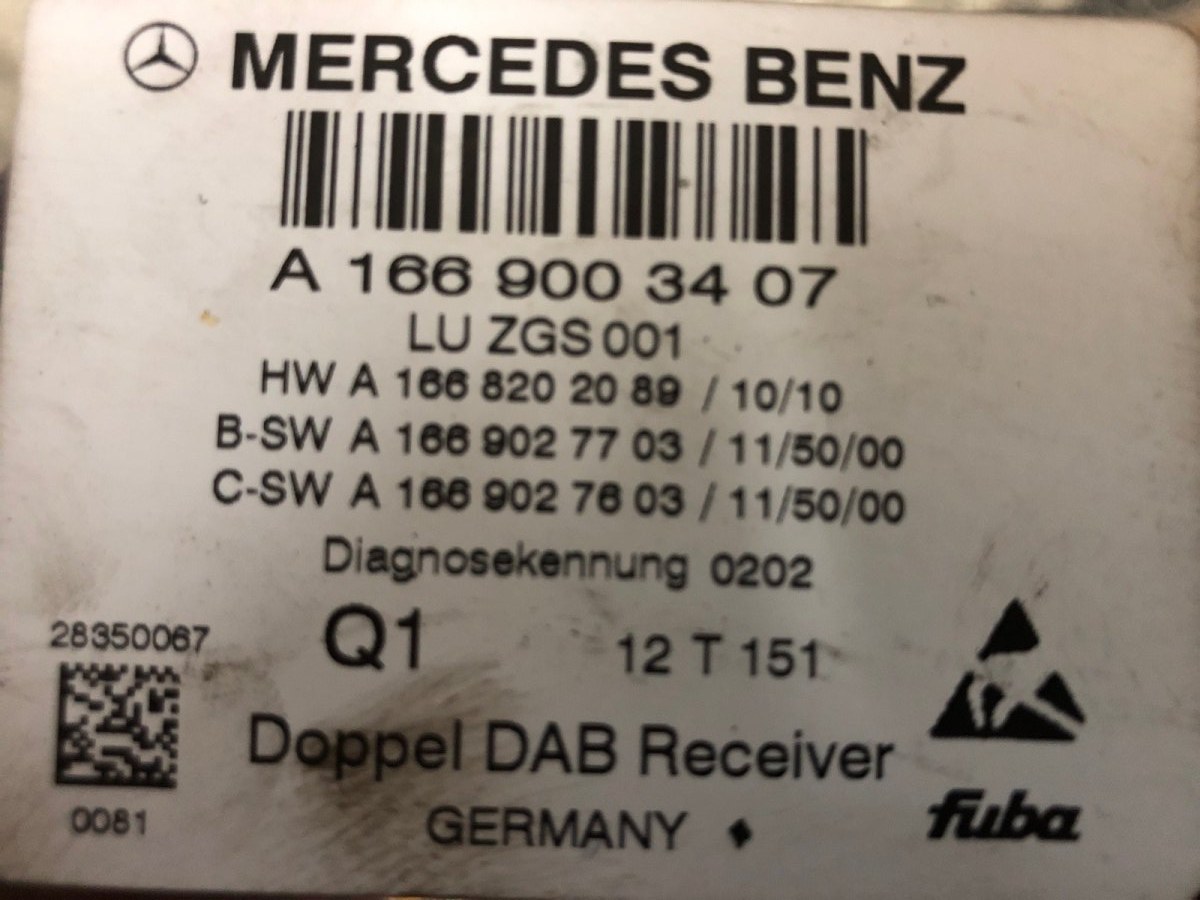 MERCEDES BENZ
A 166 900 34 07
LU ZGS 001
HW A 166 820 20 89 / 10/10
B-SW A 166 902 77 03 / 11/50/00
C-SW A 166 902 76 03 / 11/50/00
Diagnosekennung 0202
28350067
Q1 12 T 151
Doppel DAB Receiver
0081
GERMANY
fuba